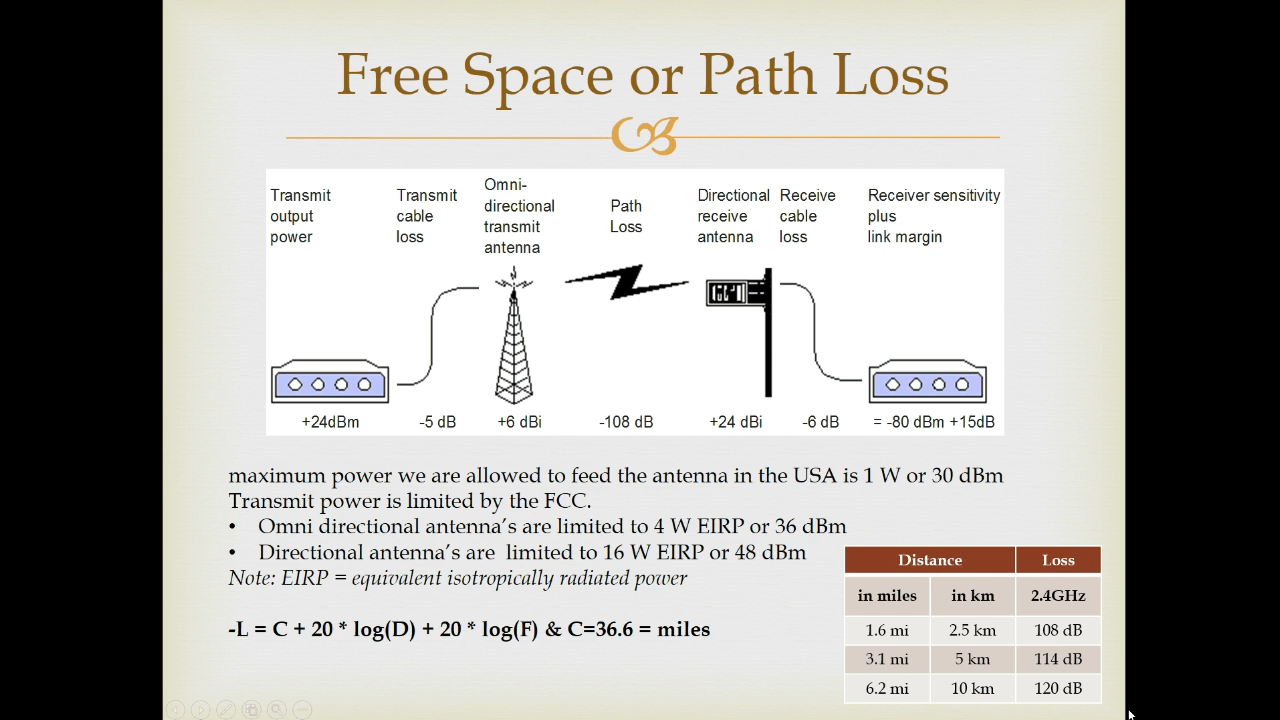 Free Space or Path Loss
Transmit
output
power
Transmit
cable
loss
Omni-
directional
transmit
antenna
Path
Loss
Directional
receive
antenna
Receive
cable
loss
Receiver sensitivity
plus
link margin
+24dBm
-5 dB
+6 dBi
-108 dB
+24 dBi
-6 dB
= -80 dBm +15dB
maximum power we are allowed to feed the antenna in the USA is 1 W or 30 dBm
Transmit power is limited by the FCC.
• Omni directional antenna's are limited to 4 W EIRP or 36 dBm
• Directional antenna's are limited to 16 W EIRP or 48 dBm
Note: EIRP = equivalent isotropically radiated power
-L = C + 20 * log(D) + 20 * log(F) & C=36.6 = miles
Distance Loss
in miles in km 2.4GHz
1.6 mi 2.5 km 108 dB
3.1 mi 5 km 114 dB
6.2 mi 10 km 120 dB